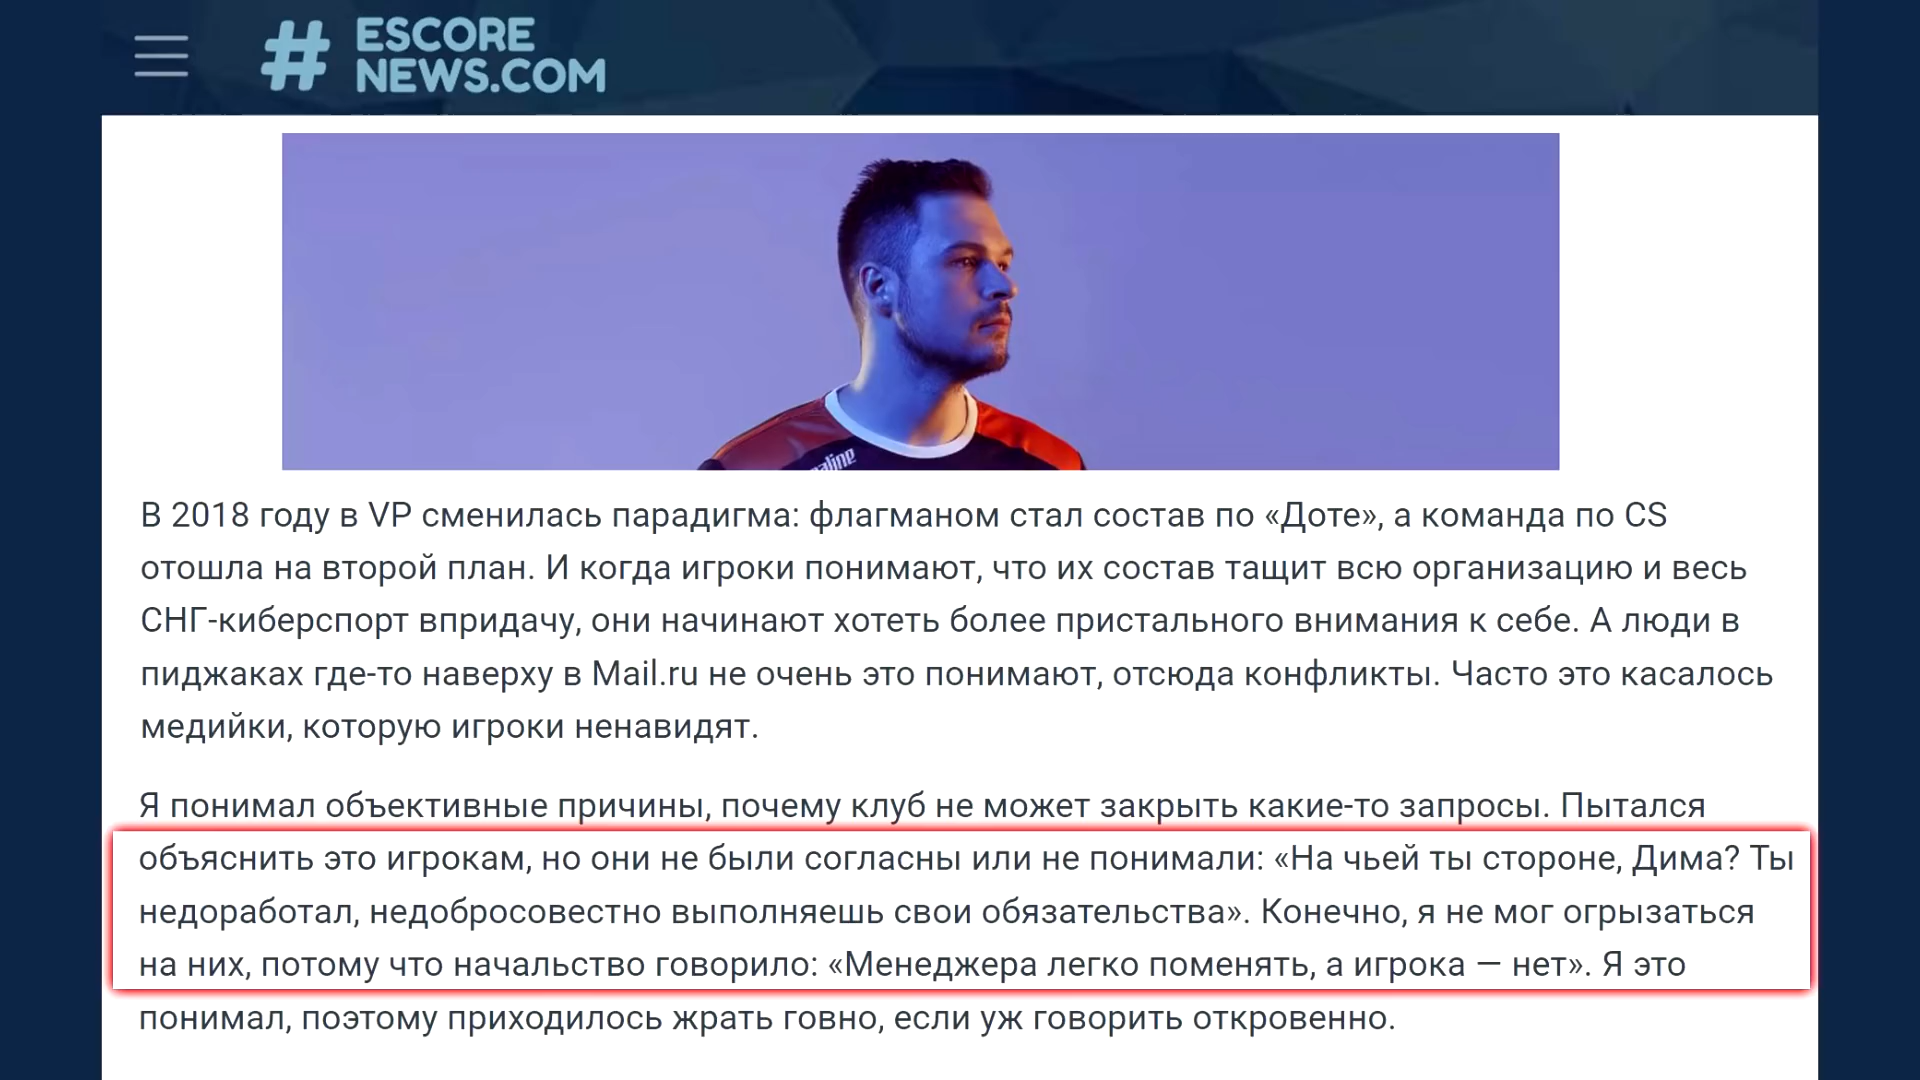 #
ESCORE
NEWS.COM
В 2018 году в VP сменилась парадигма: флагманом стал состав по «Доте», а команда по CS
отошла на второй план. И когда игроки понимают, что их состав тащит всю организацию и весь
СНГ-киберспорт впридачу, они начинают хотеть более пристального внимания к себе. А люди в
пиджаках где-то наверху в Mail.ru не очень это понимают, отсюда конфликты. Часто это касалось
медийки, которую игроки ненавидят.
Я понимал объективные причины, почему клуб не может закрыть какие-то запросы. Пытался
объяснить это игрокам, но они не были согласны или не понимали: «На чьей ты стороне, Дима? Ты
недоработал, недобросовестно выполняешь свои обязательства». Конечно, я не мог огрызаться
на них, потому что начальство говорило: «Менеджера легко поменять, а игрока — нет». Я это
понимал, поэтому приходилось жрать говно, если уж говорить откровенно.